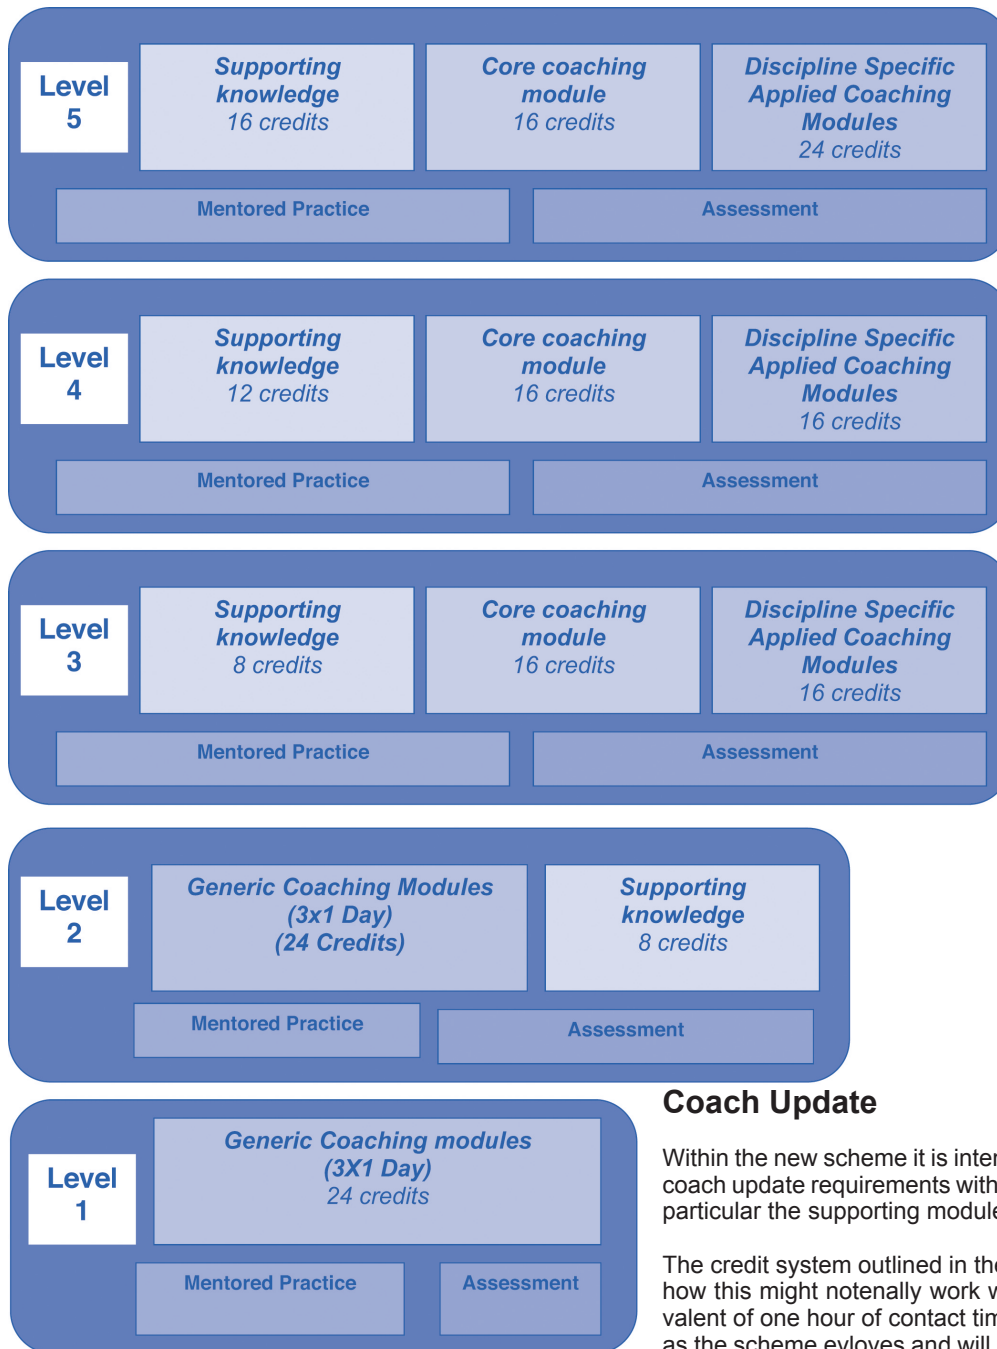 Level
5
Supporting
knowledge
16 credits
Core coaching
module
16 credits
Discipline Specific
Applied Coaching
Modules
24 credits
Mentored Practice
Assessment
Level
4
Supporting
knowledge
12 credits
Core coaching
module
16 credits
Discipline Specific
Applied Coaching
Modules
16 credits
Mentored Practice
Assessment
Level
3
Supporting
knowledge
8 credits
Core coaching
module
16 credits
Discipline Specific
Applied Coaching
Modules
16 credits
Mentored Practice
Assessment
Level
2
Generic Coaching Modules
(3x1 Day)
(24 Credits)
Supporting
knowledge
8 credits
Mentored Practice
Assessment
Level
1
Generic Coaching modules
(3X1 Day)
24 credits
Mentored Practice
Assessment
Coach Update
Within the new scheme it is inter
coach update requirements with
particular the supporting module
The credit system outlined in the
how this might notenally work w
valent of one hour of contact tim
as the scheme evloves and will